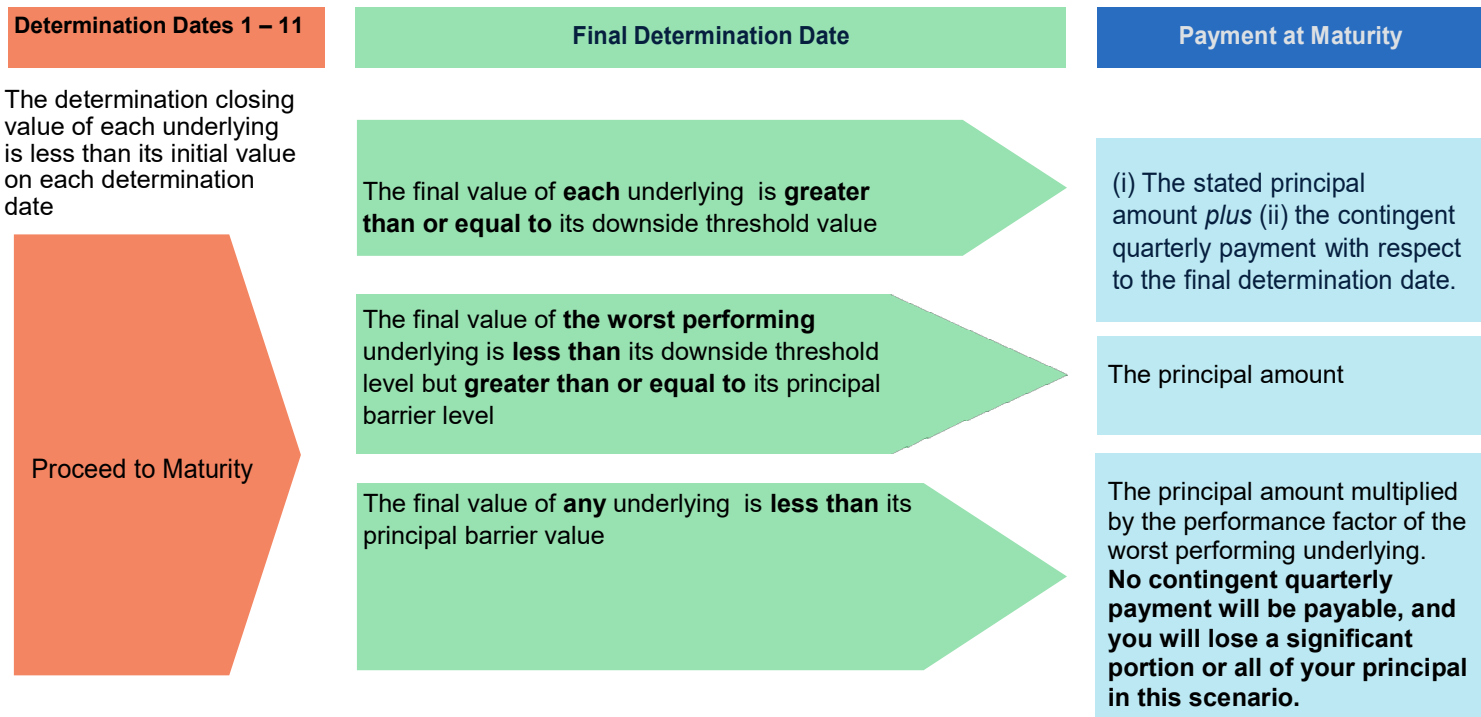 Determination Dates 1 – 11
Final Determination Date
Payment at Maturity
The determination closing
value of each underlying
is less than its initial value
on each determination
date
Proceed to Maturity
The final value of each underlying is greater
than or equal to its downside threshold value
(i) The stated principal
amount plus (ii) the contingent
quarterly payment with respect
to the final determination date.
The final value of the worst performing
underlying is less than its downside threshold
level but greater than or equal to its principal
barrier level
The principal amount
The final value of any underlying is less than its
principal barrier value
The principal amount multiplied
by the performance factor of the
worst performing underlying.
No contingent quarterly
payment will be payable, and
you will lose a significant
portion or all of your principal
in this scenario.